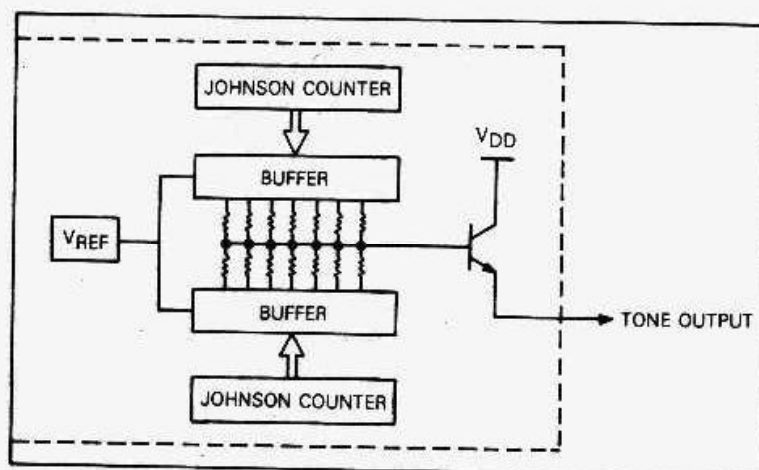 JOHNSON COUNTER
VDD
BUFFER
VREF
BUFFER
TONE OUTPUT
JOHNSON COUNTER